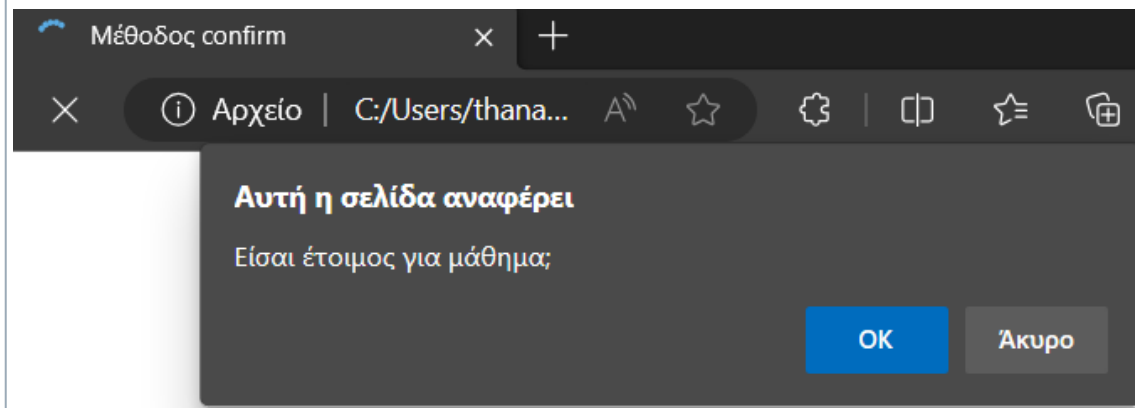 Μέθοδος confirm
Αρχείο | C:/Users/thana...
Αυτή η σελίδα αναφέρει
Είσαι έτοιμος για μάθημα;
OK Άκυρο